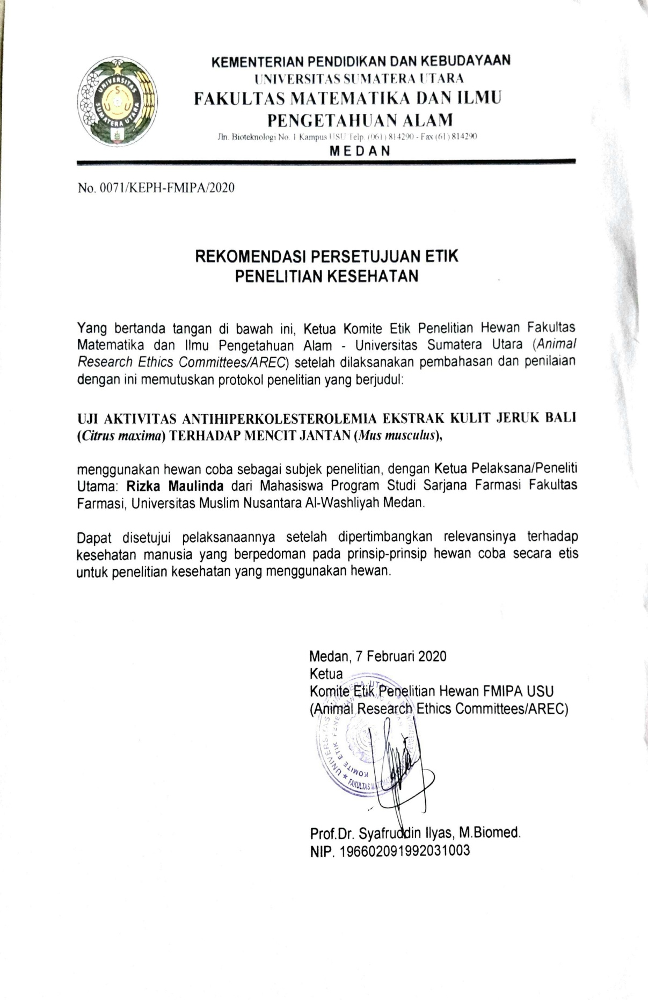 KEMENTERIAN PENDIDIKAN DAN KEBUDAYAAN
UNIVERSITAS SUMATERA UTARA
FAKULTAS MATEMATIKA DAN ILMU
PENGETAHUAN ALAM
Jln. Bioteknologi No. 1 Kampus USU Telp. (061) 814290 - Fax (61) 814290
MEDAN
UNIVERSITAS
S
U U
SUMATERA UTARA
No. 0071/KEPH-FMIPA/2020
REKOMENDASI PERSETUJUAN ETIK
PENELITIAN KESEHATAN
Yang bertanda tangan di bawah ini, Ketua Komite Etik Penelitian Hewan Fakultas
Matematika dan Ilmu Pengetahuan Alam - Universitas Sumatera Utara (Animal
Research Ethics Committees/AREC) setelah dilaksanakan pembahasan dan penilaian
dengan ini memutuskan protokol penelitian yang berjudul:
UJI AKTIVITAS ANTIHIPERKOLESTEROLEMIA EKSTRAK KULIT JERUK BALI
(Citrus maxima) TERHADAP MENCIT JANTAN (Mus musculus),
menggunakan hewan coba sebagai subjek penelitian, dengan Ketua Pelaksana/Peneliti
Utama: Rizka Maulinda dari Mahasiswa Program Studi Sarjana Farmasi Fakultas
Farmasi, Universitas Muslim Nusantara Al-Washliyah Medan.
Dapat disetujui pelaksanaannya setelah dipertimbangkan relevansinya terhadap
kesehatan manusia yang berpedoman pada prinsip-prinsip hewan coba secara etis
untuk penelitian kesehatan yang menggunakan hewan.
Medan, 7 Februari 2020
Ketua
Komite Etik Penelitian Hewan FMIPA USU
(Animal Research Ethics Committees/AREC)
UNIVERSITAS
KOMITE ETIK
FAKULTAS
Prof.Dr. Syafruddin Ilyas, M.Biomed.
NIP. 196602091992031003